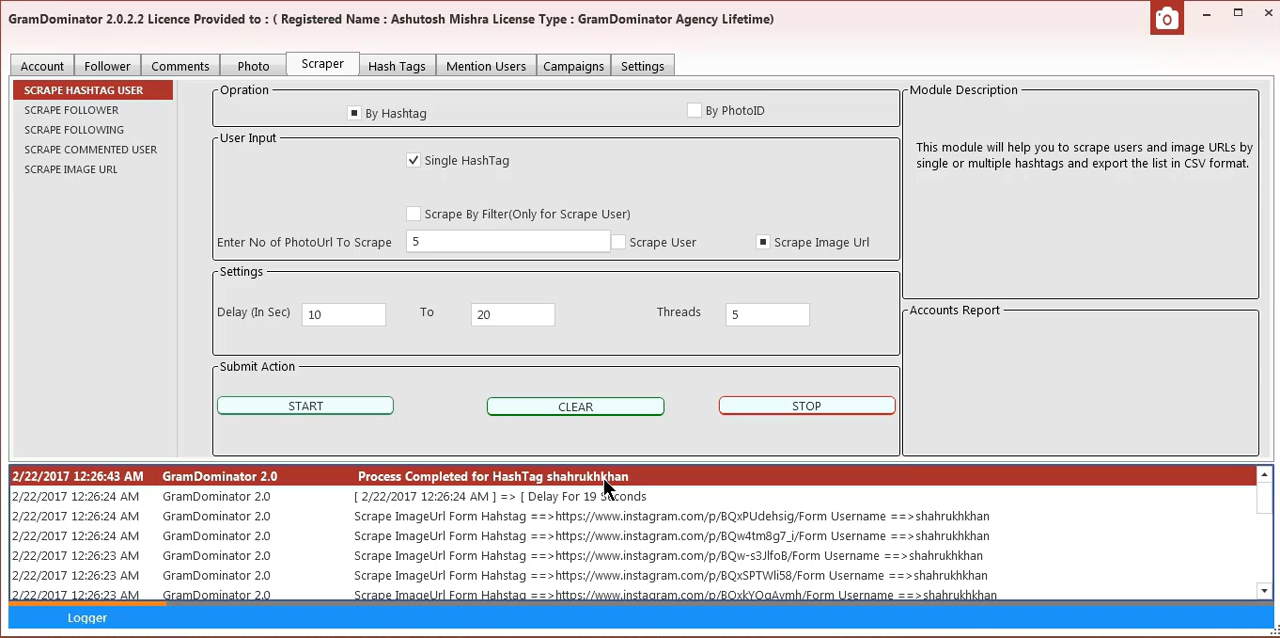 GramDominator 2.0.2.2 Licence Provided to : ( Registered Name : Ashutosh Mishra License Type : GramDominator Agency Lifetime)
Account Follower Comments Photo Scraper Hash Tags Mention Users Campaigns Settings
SCRAPE HASHTAG USER
SCRAPE FOLLOWER
SCRAPE FOLLOWING
SCRAPE COMMENTED USER
SCRAPE IMAGE URL
Opration
By Hashtag By PhotoID
User Input
Single HashTag
Scrape By Filter(Only for Scrape User)
Enter No of PhotoUrl To Scrape 5 Scrape User Scrape Image Url
Settings
Delay (In Sec) 10 To 20 Threads 5
Submit Action
START CLEAR STOP
Module Description
This module will help you to scrape users and image URLs by
single or multiple hashtags and export the list in CSV format.
Accounts Report
2/22/2017 12:26:43 AM GramDominator 2.0 Process Completed for HashTag shahrukhkhan
2/22/2017 12:26:24 AM GramDominator 2.0 [ 2/22/2017 12:26:24 AM ] => [ Delay For 19 Seconds
2/22/2017 12:26:24 AM GramDominator 2.0 Scrape ImageUrl Form Hahstag ==>https://www.instagram.com/p/BQxPUdehsig/Form Username ==>shahrukhkhan
2/22/2017 12:26:24 AM GramDominator 2.0 Scrape ImageUrl Form Hahstag ==>https://www.instagram.com/p/BQw4tm8g7_i/Form Username ==>shahrukhkhan
2/22/2017 12:26:23 AM GramDominator 2.0 Scrape ImageUrl Form Hahstag ==>https://www.instagram.com/p/BQw-s3JlfoB/Form Username ==>shahrukhkhan
2/22/2017 12:26:23 AM GramDominator 2.0 Scrape ImageUrl Form Hahstag ==>https://www.instagram.com/p/BQxSPTWli58/Form Username ==>shahrukhkhan
2/22/2017 12:26:23 AM GramDominator 2.0 Scrape ImageUrl Form Hahstag Username ==>shahrukhkhan
Logger